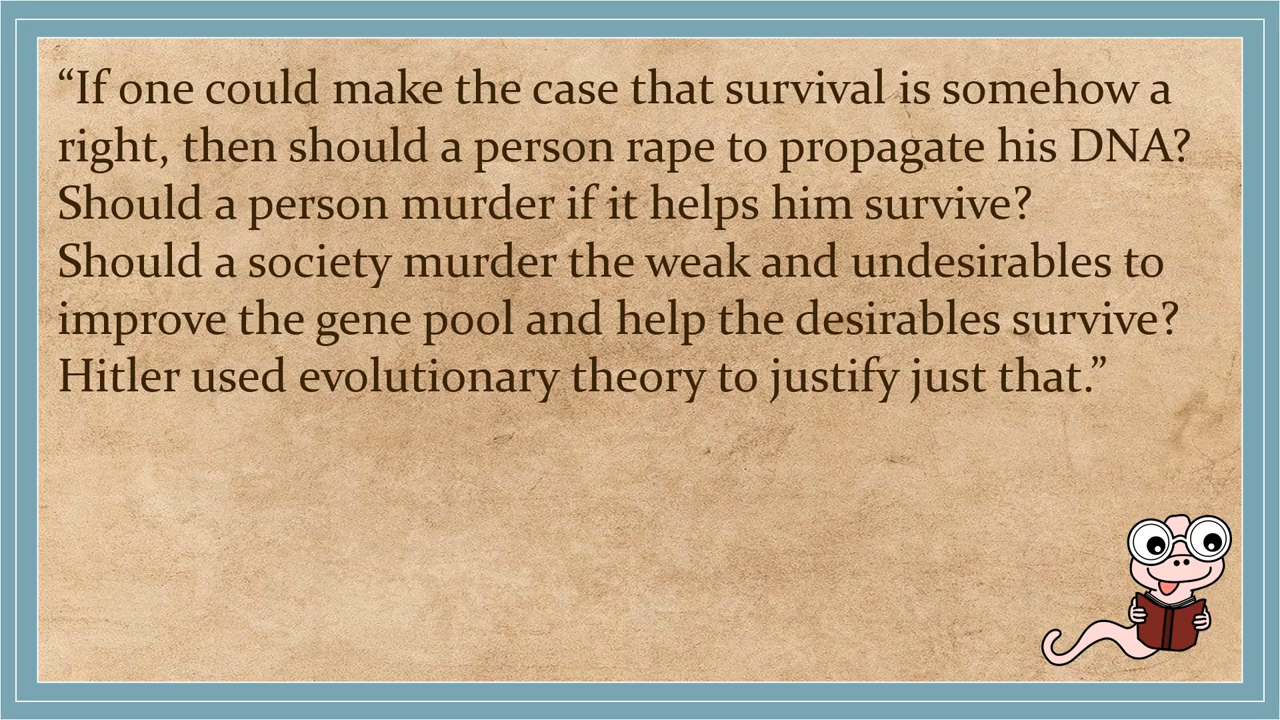 “If one could make the case that survival is somehow a
right, then should a person rape to propagate his DNA?
Should a person murder if it helps him survive?
Should a society murder the weak and undesirables to
improve the gene pool and help the desirables survive?
Hitler used evolutionary theory to justify just that.”